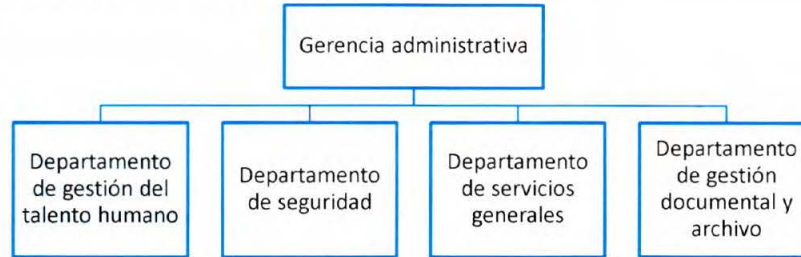 Gerencia administrativa
Departamento
de gestión del
talento humano
Departamento
de seguridad
Departamento
de servicios
generales
Departamento
de gestión
documental y
archivo